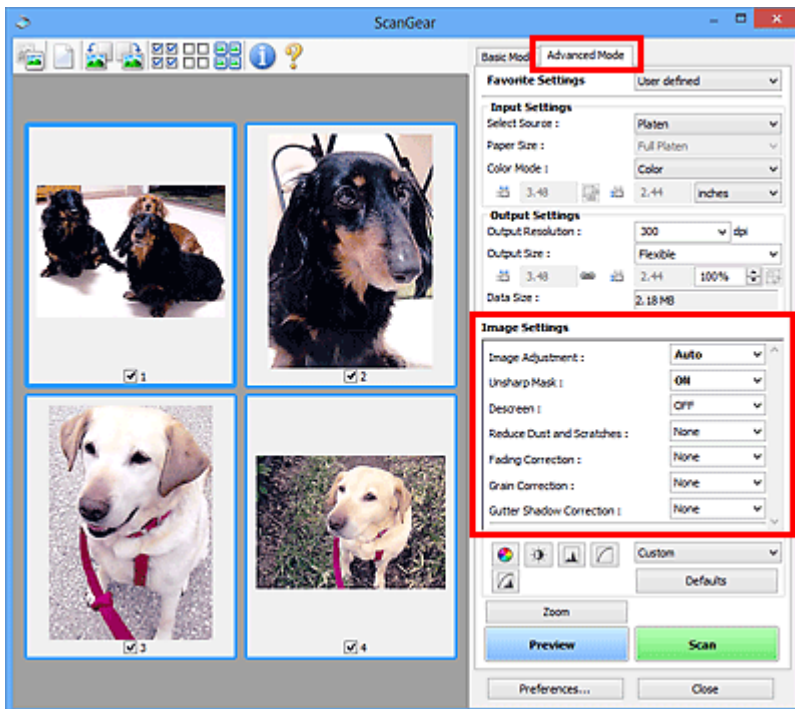 ScanGear
Basic Mode Advanced Mode
Favorite Settings User defined
Input Settings
Select Source : Platen
Paper Size : Full Platen
Color Mode : Color
3.48 2.44 inches
Output Settings
Output Resolution : 300 dpi
Output Size : Flexible
3.48 2.44 100%
Data Size : 2.18 MB
Image Settings
Image Adjustment : Auto
Unsharp Mask : ON
Descreen : OFF
Reduce Dust and Scratches : None
Fading Correction : None
Grain Correction : None
Gutter Shadow Correction : None
1
2
3
4
Custom
Defaults
Zoom
Preview Scan
Preferences... Close